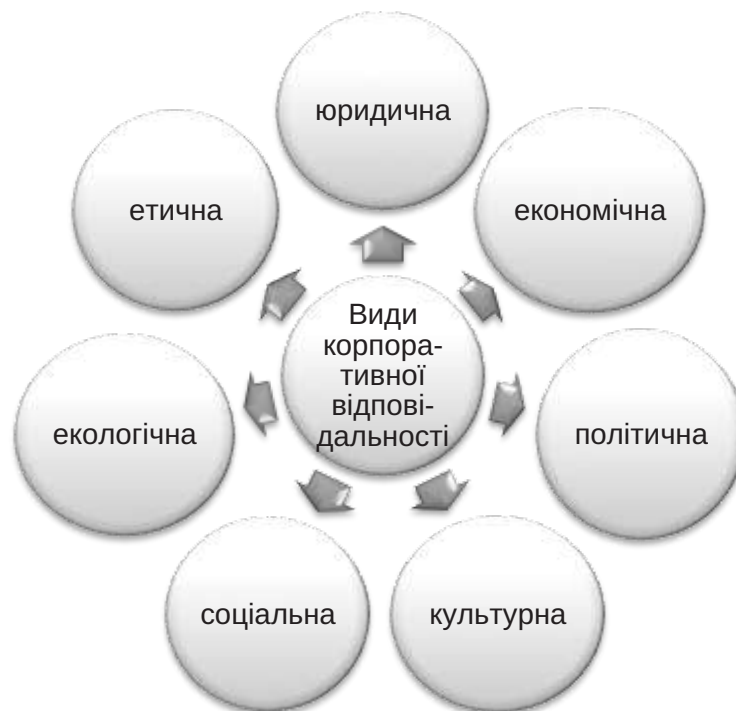 юридична
економічна
політична
культурна
соціальна
екологічна
етична
Види
корпора-
тивної
відпові-
дальності